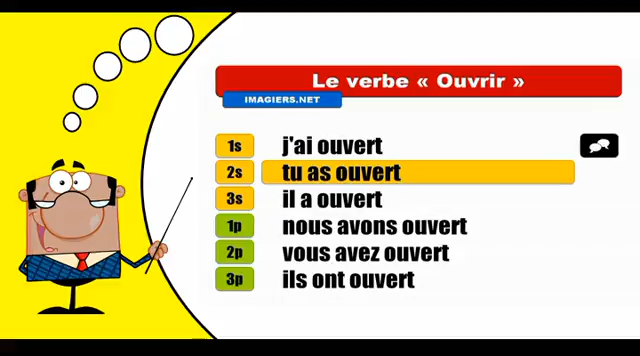 Le verbe « Ouvrir »
IMAGIERS.NET
1s j'ai ouvert
2s tu as ouvert
3s il a ouvert
1p nous avons ouvert
2p vous avez ouvert
3p ils ont ouvert